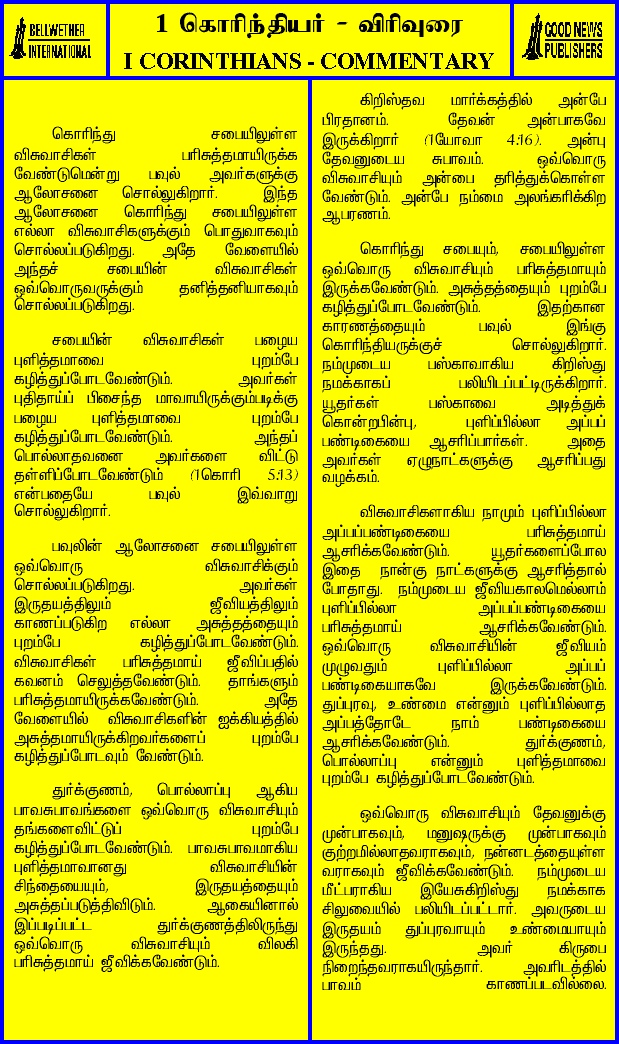 BELLWETHER
INTERNATIONAL
1 கொரிந்தியர் - விரிவுரை
I CORINTHIANS - COMMENTARY
GOOD NEWS
PUBLISHERS
கொரிந்து சபையிலுள்ள
விசுவாசிகள் பரிசுத்தமாயிருக்க
வேண்டுமென்று பவுல் அவர்களுக்கு
ஆலோசனை சொல்லுகிறார். இந்த
ஆலோசனை கொரிந்து சபையிலுள்ள
எல்லா விசுவாசிகளுக்கும் பொதுவாகவும்
சொல்லப்படுகிறது. அதே வேளையில்
அந்தச் சபையின் விசுவாசிகள்
ஒவ்வொருவருக்கும் தனித்தனியாகவும்
சொல்லப்படுகிறது.
சபையின் விசுவாசிகள் பழைய
புளித்தமாவை புறம்பே
கழித்துப்போடவேண்டும். அவர்கள்
புதிதாய்ப் பிசைந்த மாவாயிருக்கும்படிக்கு
பழைய புளித்தமாவை புறம்பே
கழித்துப்போடவேண்டும். அந்தப்
பொல்லாதவனை அவர்களை விட்டு
தள்ளிப்போடவேண்டும் (1கொரி 5:13)
என்பதையே பவுல் இவ்வாறு
சொல்லுகிறார்.
பவுலின் ஆலோசனை சபையிலுள்ள
ஒவ்வொரு விசுவாசிக்கும்
சொல்லப்படுகிறது. அவர்கள்
இருதயத்திலும் ஜீவியத்திலும்
காணப்படுகிற எல்லா அசுத்தத்தையும்
புறம்பே கழித்துப்போடவேண்டும்.
விசுவாசிகள் பரிசுத்தமாய் ஜீவிப்பதில்
கவனம் செலுத்தவேண்டும். தாங்களும்
பரிசுத்தமாயிருக்கவேண்டும். அதே
வேளையில் விசுவாசிகளின் ஐக்கியத்தில்
அசுத்தமாயிருக்கிறவர்களைப் புறம்பே
கழித்துப்போடவும் வேண்டும்.
துர்க்குணம், பொல்லாப்பு ஆகிய
பாவசுபாவங்களை ஒவ்வொரு விசுவாசியும்
தங்களைவிட்டுப் புறம்பே
கழித்துப்போடவேண்டும். பாவசுபாவமாகிய
புளித்தமாவானது விசுவாசியின்
சிந்தையையும், இருதயத்தையும்
அசுத்தப்படுத்திவிடும். ஆகையினால்
இப்படிப்பட்ட துர்க்குணத்திலிருந்து
ஒவ்வொரு விசுவாசியும் விலகி
பரிசுத்தமாய் ஜீவிக்கவேண்டும்.
கிறிஸ்தவ மார்க்கத்தில் அன்பே
பிரதானம். தேவன் அன்பாகவே
இருக்கிறார் (1யோவா 4:16). அன்பு
தேவனுடைய சுபாவம். ஒவ்வொரு
விசுவாசியும் அன்பை தரித்துக்கொள்ள
வேண்டும். அன்பே நம்மை அலங்கரிக்கிற
ஆபரணம்.
கொரிந்து சபையும், சபையிலுள்ள
ஒவ்வொரு விசுவாசியும் பரிசுத்தமாயும்
இருக்கவேண்டும். அசுத்தத்தையும் புறம்பே
கழித்துப்போடவேண்டும். இதற்கான
காரணத்தையும் பவுல் இங்கு
கொரிந்தியருக்குச் சொல்லுகிறார்.
நம்முடைய பஸ்காவாகிய கிறிஸ்து
நமக்காகப் பலியிடப்பட்டிருக்கிறார்.
யூதர்கள் பஸ்காவை அடித்துக்
கொன்றபின்பு, புளிப்பில்லா அப்பப்
பண்டிகையை ஆசரிப்பார்கள். அதை
அவர்கள் ஏழுநாட்களுக்கு ஆசரிப்பது
வழக்கம்.
விசுவாசிகளாகிய நாமும் புளிப்பில்லா
அப்பப்பண்டிகையை பரிசுத்தமாய்
ஆசரிக்கவேண்டும். யூதர்களைப்போல
இதை நான்கு நாட்களுக்கு ஆசரித்தால்
போதாது. நம்முடைய ஜீவியகாலமெல்லாம்
புளிப்பில்லா அப்பப்பண்டிகையை
பரிசுத்தமாய் ஆசரிக்கவேண்டும்.
ஒவ்வொரு விசுவாசியின் ஜீவியம்
முழுவதும் புளிப்பில்லா அப்பப்
பண்டிகையாகவே இருக்கவேண்டும்.
துப்புரவு, உண்மை என்னும் புளிப்பில்லாத
அப்பத்தோடே நாம் பண்டிகையை
ஆசரிக்கவேண்டும். துர்க்குணம்,
பொல்லாப்பு என்னும் புளித்தமாவை
புறம்பே கழித்துப்போடவேண்டும்.
ஒவ்வொரு விசுவாசியும் தேவனுக்கு
முன்பாகவும், மனுஷருக்கு முன்பாகவும்
குற்றமில்லாதவராகவும், நன்னடத்தையுள்ள
வராகவும் ஜீவிக்கவேண்டும். நம்முடைய
மீட்பராகிய இயேசுகிறிஸ்து நமக்காக
சிலுவையில் பலியிடப்பட்டார். அவருடைய
இருதயம் துப்புரவாயும் உண்மையாயும்
இருந்தது. அவர் கிருபை
நிறைந்தவராகயிருந்தார். அவரிடத்தில்
பாவம் காணப்படவில்லை.